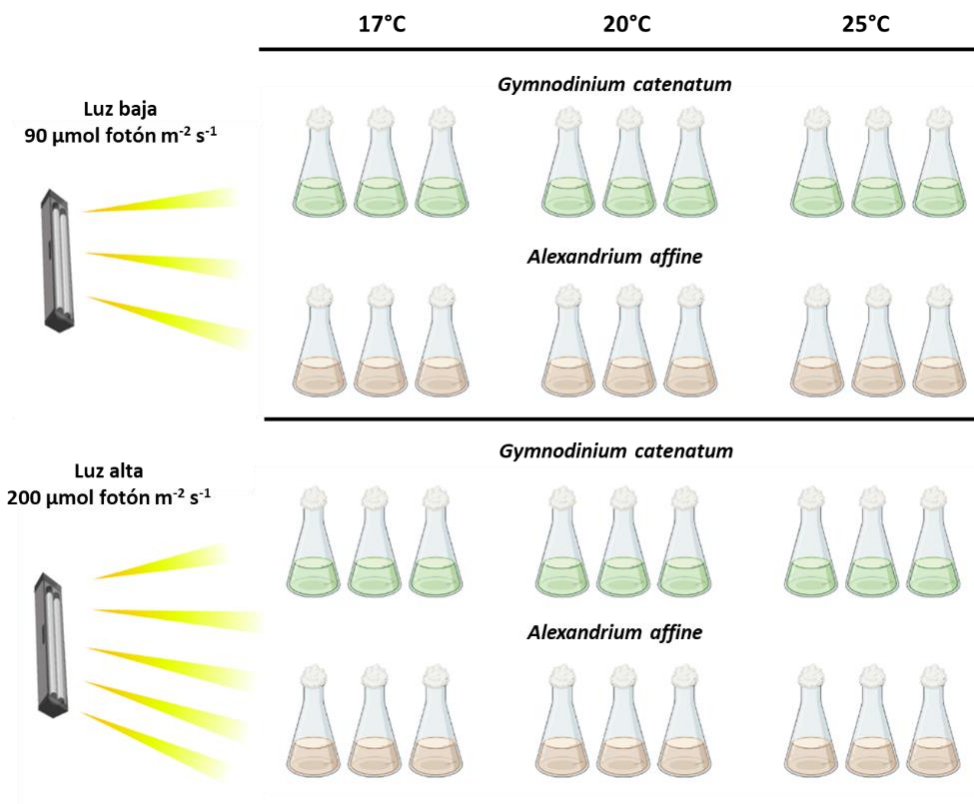 17°C 20°C 25°C
Gymnodinium catenatum
Luz baja
90 µmol fotón m⁻² s⁻¹
Alexandrium affine
Gymnodinium catenatum
Luz alta
200 µmol fotón m⁻² s⁻¹
Alexandrium affine